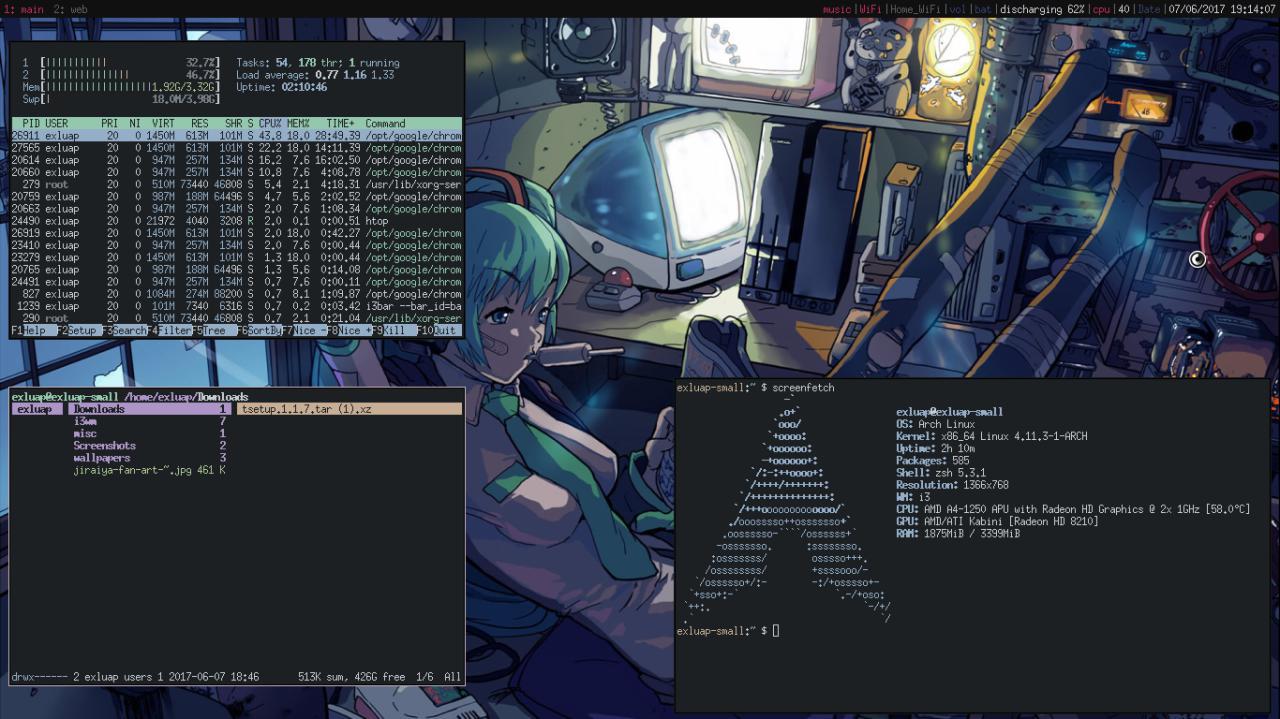 1: main 2: web
music|WiFi|Home_WiFi|vol|bat|discharging 62%|cpu|40|Date|07/06/2017 19:14:07
1 [|||||||||| 32.7%] Tasks: 54, 178 thr; 1 running
2 [|||||||||||||| 46.7%] Load average: 0.77 1.16 1.33
Mem[||||||||||||||||||1.92G/3.32G] Uptime: 02:10:46
Swp[| 18.0M/3.98G]
PID USER PRI NI VIRT RES SHR S CPU% MEM% TIME+ Command
26911 exluap 20 0 1450M 613M 101M S 43.8 18.0 28:49.39 /opt/google/chrom
27565 exluap 20 0 1450M 613M 101M S 22.2 18.0 14:11.39 /opt/google/chrom
20614 exluap 20 0 947M 257M 134M S 16.2 7.6 16:02.50 /opt/google/chrom
20660 exluap 20 0 947M 257M 134M S 10.8 7.6 4:08.78 /opt/google/chrom
279 root 20 0 510M 73440 46808 S 5.4 2.1 4:18.31 /usr/lib/xorg-ser
20759 exluap 20 0 987M 188M 64496 S 4.7 5.6 2:02.52 /opt/google/chrom
20663 exluap 20 0 947M 257M 134M S 2.0 7.6 1:08.34 /opt/google/chrom
24490 exluap 20 0 21972 4040 3208 R 2.0 0.1 0:00.51 htop
26919 exluap 20 0 1450M 613M 101M S 1.3 18.0 0:42.27 /opt/google/chrom
23410 exluap 20 0 947M 257M 134M S 2.0 7.6 0:00.44 /opt/google/chrom
23279 exluap 20 0 1450M 613M 101M S 1.3 18.0 0:00.44 /opt/google/chrom
20765 exluap 20 0 987M 188M 64496 S 0.7 5.6 0:14.08 /opt/google/chrom
24491 exluap 20 0 947M 257M 134M S 0.7 7.6 0:00.11 /opt/google/chrom
827 exluap 20 0 1084M 274M 88200 S 0.7 8.1 1:09.87 /opt/google/chrom
1239 exluap 20 0 101M 7340 6316 S 0.7 0.2 0:03.42 i3bar --bar_id=ba
290 root 20 0 510M 73440 46808 S 0.7 2.1 0:21.04 /usr/lib/xorg-ser
F1Help F2Setup F3SearchF4FilterF5Tree F6SortByF7Nice -F8Nice +F9Kill F10Quit
exluap@exluap-small /home/exluap/Downloads
exluap Downloads 1 tsetup.1.1.7.tar (1).xz
i3wm 7
misc 1
Screenshots 2
wallpapers 3
jiraiya-fan-art-~.jpg 461 K
drwx------ 2 exluap users 1 2017-06-07 18:46 513K sum, 426G free 1/6 All
exluap-small:~ $ screenfetch
exluap@exluap-small
OS: Arch Linux
Kernel: x86_64 Linux 4.11.3-1-ARCH
Uptime: 2h 10m
Packages: 585
Shell: zsh 5.3.1
Resolution: 1366x768
WM: i3
CPU: AMD A4-1250 APU with Radeon HD Graphics @ 2x 1GHz [58.0°C]
GPU: AMD/ATI Kabini [Radeon HD 8210]
RAM: 1875MiB / 3399MiB
exluap-small:~ $